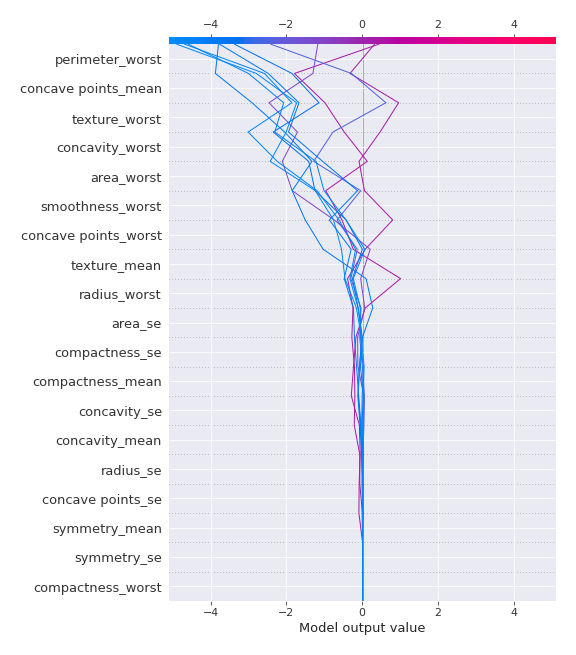 −4 −2 0 2 4
perimeter_worst
concave points_mean
texture_worst
concavity_worst
area_worst
smoothness_worst
concave points_worst
texture_mean
radius_worst
area_se
compactness_se
compactness_mean
concavity_se
concavity_mean
radius_se
concave points_se
symmetry_mean
symmetry_se
compactness_worst
−4 −2 0 2 4
Model output value